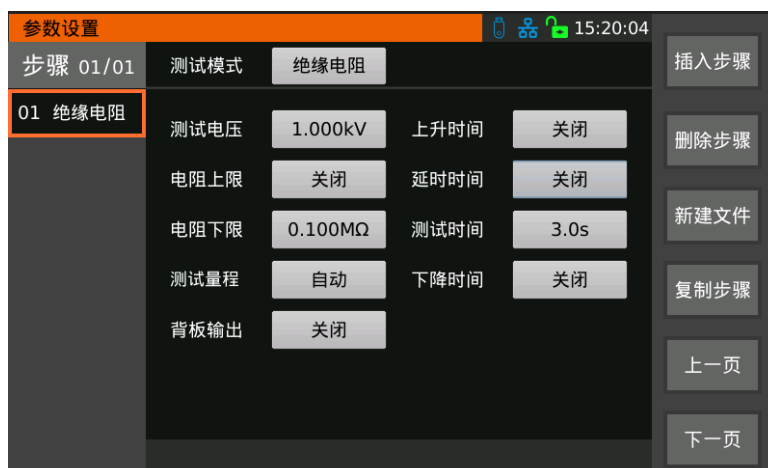 参数设置 15:20:04
步骤 01/01 测试模式 绝缘电阻 插入步骤
01 绝缘电阻
测试电压 1.000kV 上升时间 关闭 删除步骤
电阻上限 关闭 延时时间 关闭
电阻下限 0.100MΩ 测试时间 3.0s 新建文件
测试量程 自动 下降时间 关闭 复制步骤
背板输出 关闭
上一页
下一页